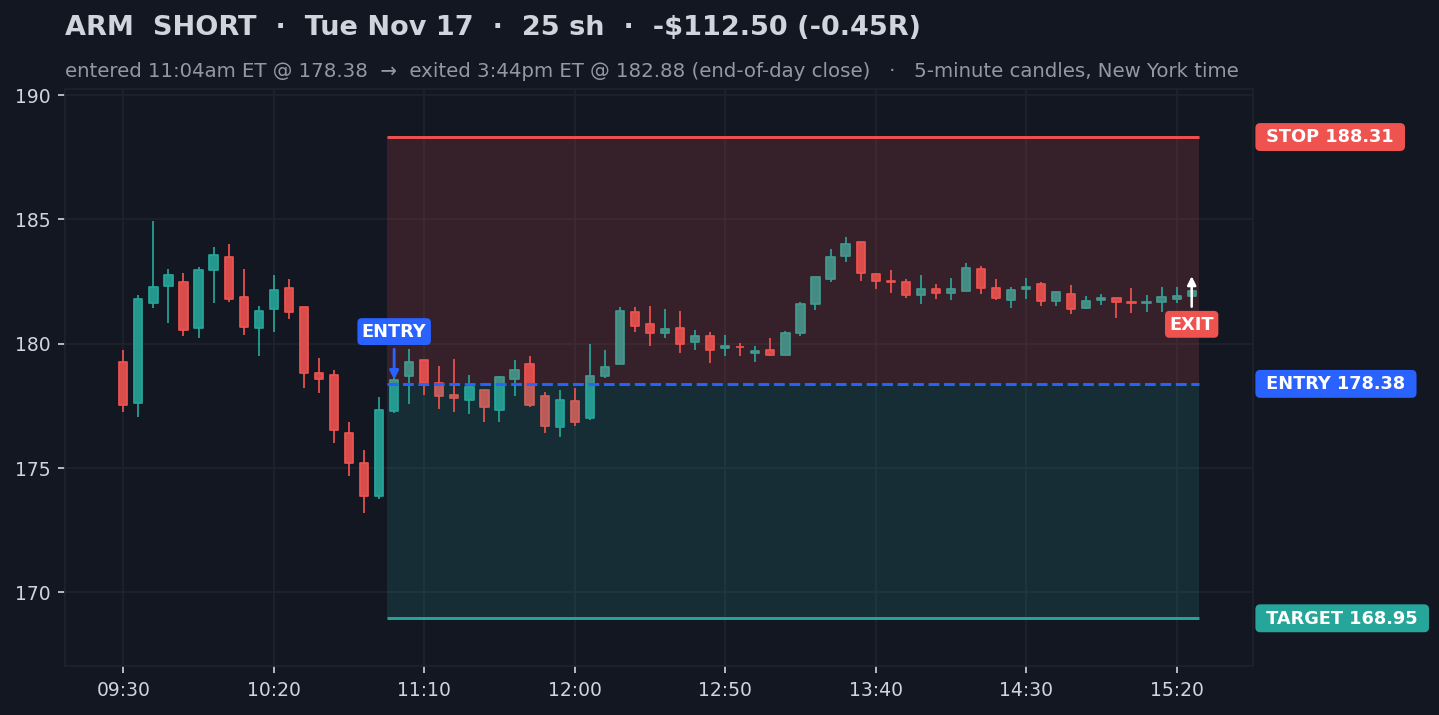 ARM SHORT · Tue Nov 17 · 25 sh · -$112.50 (-0.45R)
entered 11:04am ET @ 178.38 → exited 3:44pm ET @ 182.88 (end-of-day close) · 5-minute candles, New York time
190
STOP 188.31
185
ENTRY
EXIT
180
ENTRY 178.38
175
170
TARGET 168.95
09:30 10:20 11:10 12:00 12:50 13:40 14:30 15:20